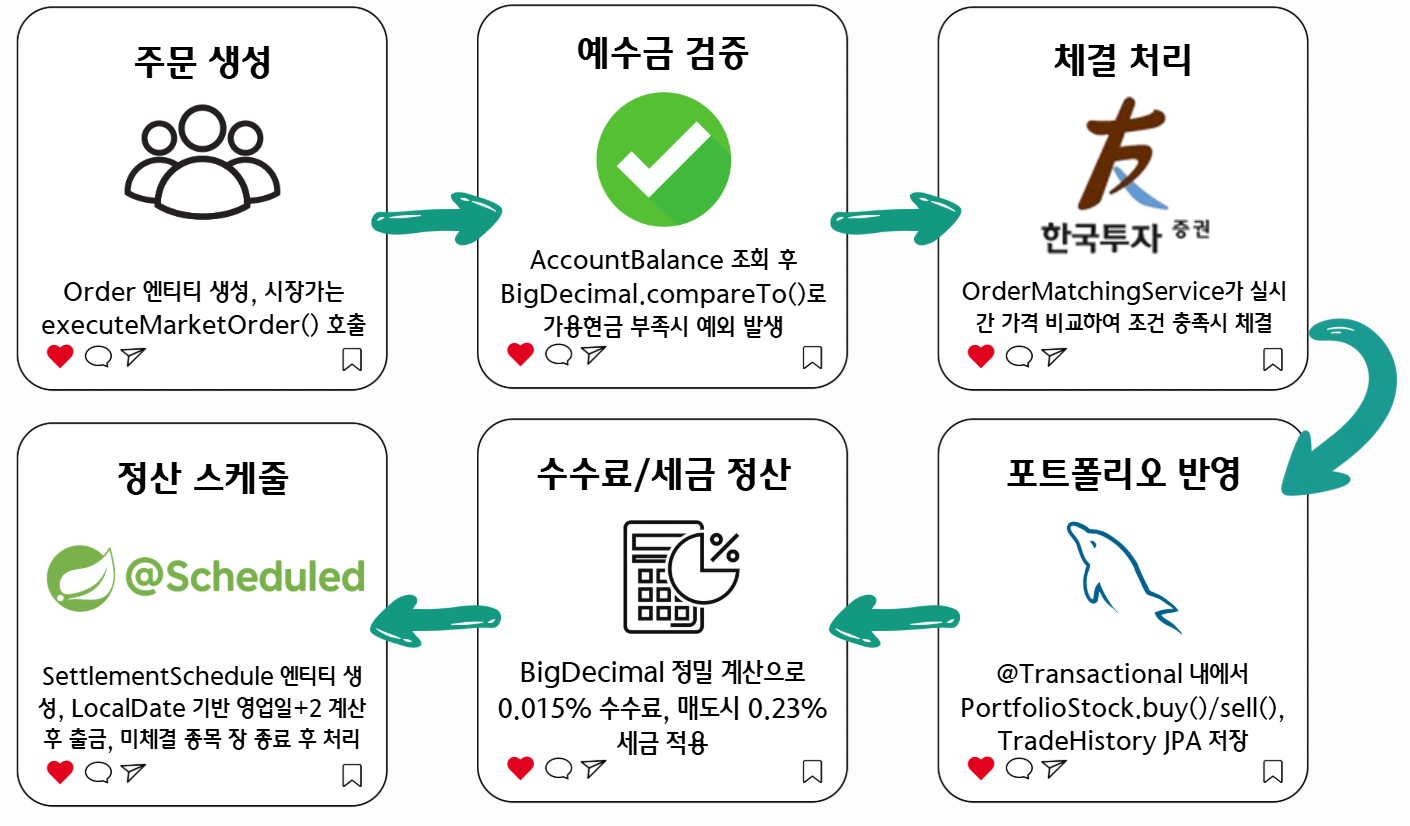 주문 생성
Order 엔티티 생성, 시장가는
executeMarketOrder() 호출
예수금 검증
AccountBalance 조회 후
BigDecimal.compareTo()로
가용현금 부족시 예외 발생
체결 처리
友
한국투자 증권
OrderMatchingService가 실시
간 가격 비교하여 조건 충족시 체결
포트폴리오 반영
@Transactional 내에서
PortfolioStock.buy()/sell(),
TradeHistory JPA 저장
수수료/세금 정산
%
BigDecimal 정밀 계산으로
0.015% 수수료, 매도시 0.23%
세금 적용
정산 스케줄
@Scheduled
SettlementSchedule 엔티티 생
성, LocalDate 기반 영업일+2 계산
후 출금, 미체결 종목 장 종료 후 처리